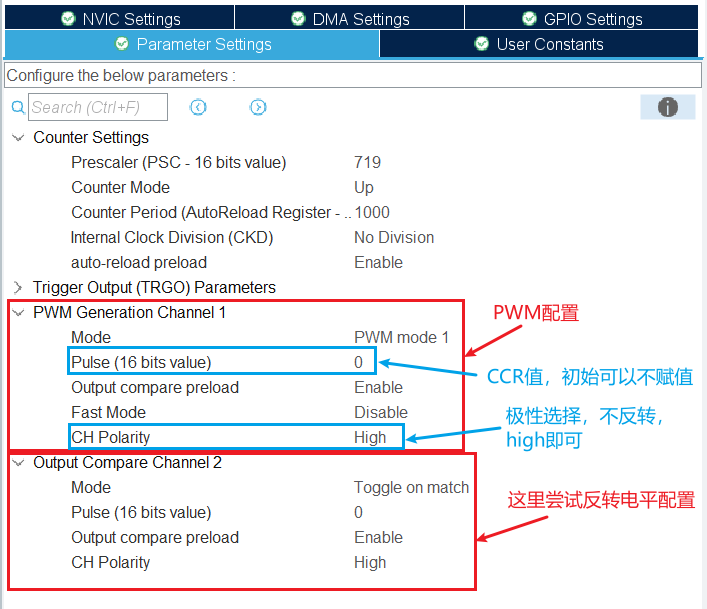 NVIC Settings
DMA Settings
GPIO Settings
Parameter Settings
User Constants
Configure the below parameters :
Search (Ctrl+F)
Counter Settings
Prescaler (PSC - 16 bits value) 719
Counter Mode Up
Counter Period (AutoReload Register - .. 1000
Internal Clock Division (CKD) No Division
auto-reload preload Enable
Trigger Output (TRGO) Parameters
PWM Generation Channel 1
PWM配置
Mode PWM mode 1
Pulse (16 bits value) 0
CCR值，初始可以不赋值
Output compare preload Enable
Fast Mode Disable
极性选择，不反转，
high即可
CH Polarity High
Output Compare Channel 2
Mode Toggle on match
这里尝试反转电平配置
Pulse (16 bits value) 0
Output compare preload Enable
CH Polarity High